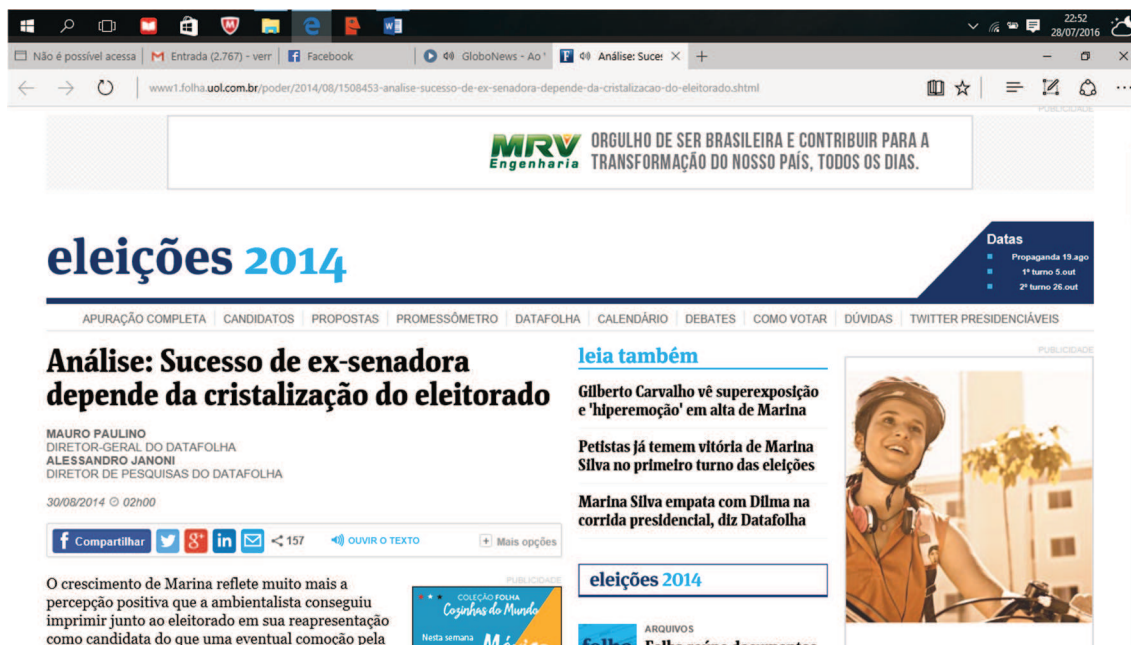 22:52
28/07/2016
Não é possível acessa
Entrada (2.767) - verr
Facebook
GloboNews - Ao
Análise: Suces
www1.folha.uol.com.br/poder/2014/08/1508453-analise-sucesso-de-ex-senadora-depende-da-cristalizacao-do-eleitorado.shtml
PUBLICIDADE
MRV
Engenharia
ORGULHO DE SER BRASILEIRA E CONTRIBUIR PARA A
TRANSFORMAÇÃO DO NOSSO PAÍS, TODOS OS DIAS.
eleições 2014
Datas
Propaganda 19.ago
1º turno 5.out
2º turno 26.out
APURAÇÃO COMPLETA CANDIDATOS PROPOSTAS PROMESSÔMETRO DATAFOLHA CALENDÁRIO DEBATES COMO VOTAR DÚVIDAS TWITTER PRESIDENCIÁVEIS
Análise: Sucesso de ex-senadora
depende da cristalização do eleitorado
MAURO PAULINO
DIRETOR-GERAL DO DATAFOLHA
ALESSANDRO JANONI
DIRETOR DE PESQUISAS DO DATAFOLHA
30/08/2014 02h00
Compartilhar
157
OUVIR O TEXTO
+ Mais opções
O crescimento de Marina reflete muito mais a
percepção positiva que a ambientalista conseguiu
imprimir junto ao eleitorado em sua reapresentação
como candidata do que uma eventual comoção pela
PUBLICIDADE
COLEÇÃO FOLHA
Cozinhas do Mundo
Nesta semana
leia também
Gilberto Carvalho vê superexposição
e 'hiperemoção' em alta de Marina
Petistas já temem vitória de Marina
Silva no primeiro turno das eleições
Marina Silva empata com Dilma na
corrida presidencial, diz Datafolha
eleições 2014
ARQUIVOS
folha
Folha reúne documentos
PUBLICIDADE